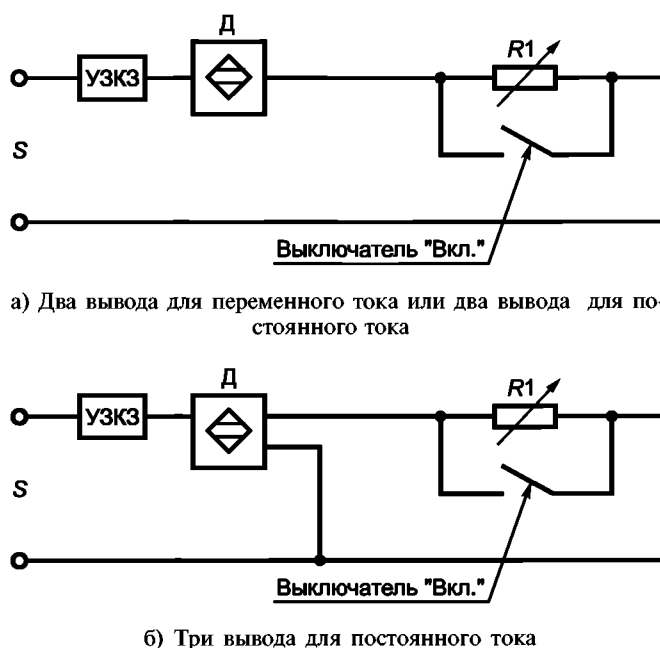 Д
R1
УЗКЗ
S
Выключатель "Вкл."
а) Два вывода для переменного тока или два вывода для по-
стоянного тока
Д
R1
УЗКЗ
S
Выключатель "Вкл."
б) Три вывода для постоянного тока